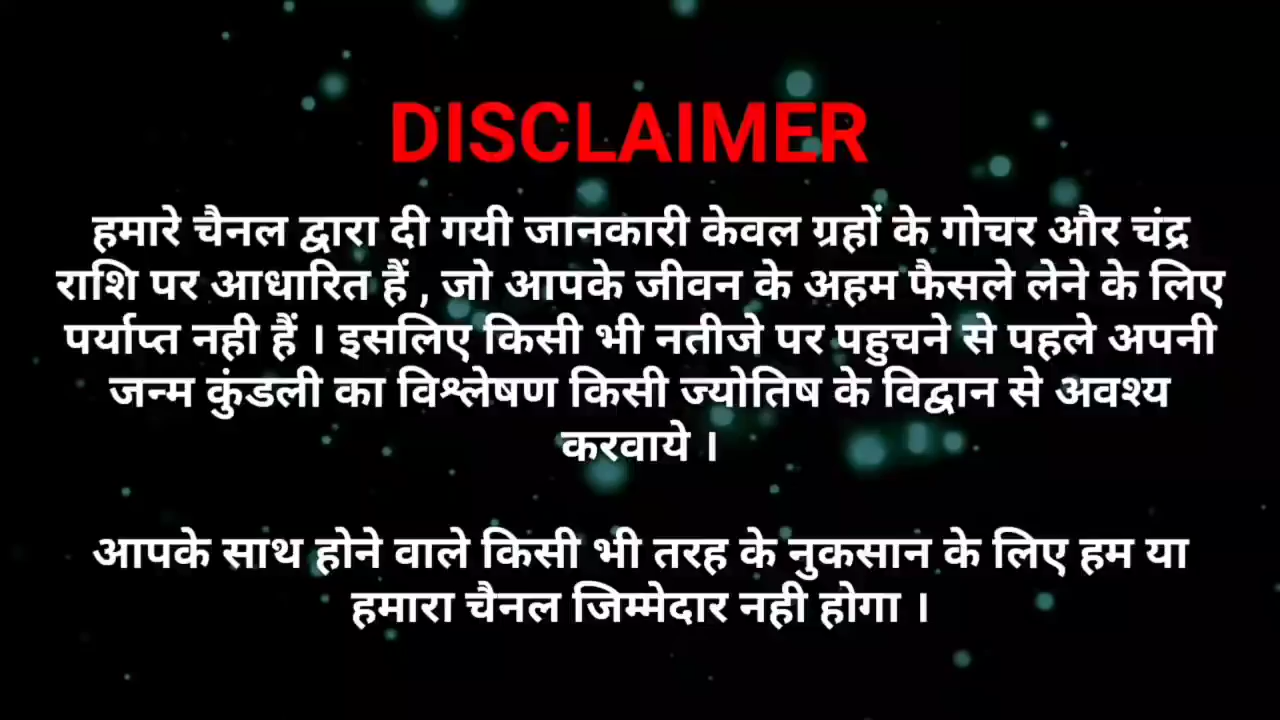 DISCLAIMER
हमारे चैनल द्वारा दी गयी जानकारी केवल ग्रहों के गोचर और चंद्र
राशि पर आधारित हैं , जो आपके जीवन के अहम फैसले लेने के लिए
पर्याप्त नही हैं । इसलिए किसी भी नतीजे पर पहुचने से पहले अपनी
जन्म कुंडली का विश्लेषण किसी ज्योतिष के विद्वान से अवश्य
करवाये ।
आपके साथ होने वाले किसी भी तरह के नुकसान के लिए हम या
हमारा चैनल जिम्मेदार नही होगा ।